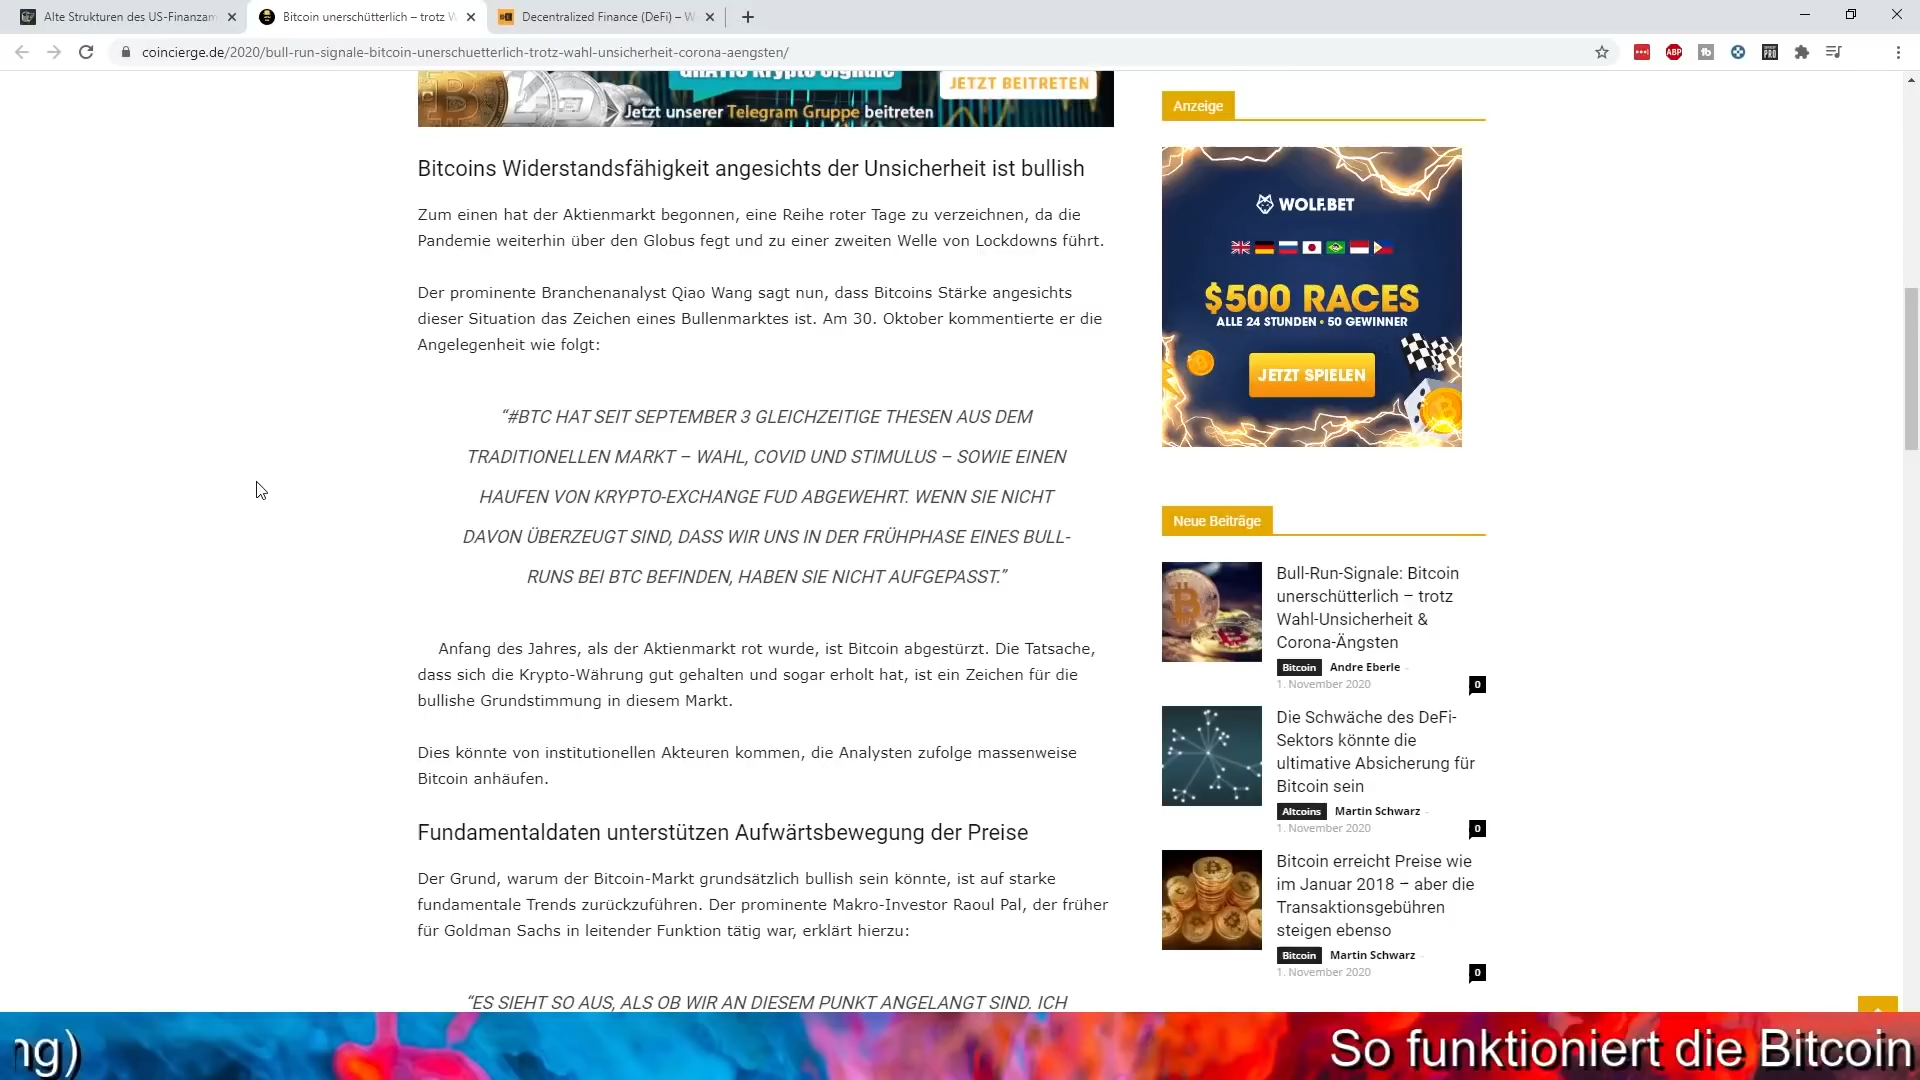 Alte Strukturen des US-Finanzam
Bitcoin unerschütterlich – trotz W
Decentralized Finance (DeFi) – W
coincierge.de/2020/bull-run-signale-bitcoin-unerschuetterlich-trotz-wahl-unsicherheit-corona-aengsten/
ABP
PRO
GRATIS Krypto Signale
JETZT BEITRETEN
Jetzt unserer Telegram Gruppe beitreten
Bitcoins Widerstandsfähigkeit angesichts der Unsicherheit ist bullish
Zum einen hat der Aktienmarkt begonnen, eine Reihe roter Tage zu verzeichnen, da die
Pandemie weiterhin über den Globus fegt und zu einer zweiten Welle von Lockdowns führt.
Der prominente Branchenanalyst Qiao Wang sagt nun, dass Bitcoins Stärke angesichts
dieser Situation das Zeichen eines Bullenmarktes ist. Am 30. Oktober kommentierte er die
Angelegenheit wie folgt:
“#BTC HAT SEIT SEPTEMBER 3 GLEICHZEITIGE THESEN AUS DEM
TRADITIONELLEN MARKT – WAHL, COVID UND STIMULUS – SOWIE EINEN
HAUFEN VON KRYPTO-EXCHANGE FUD ABGEWEHRT. WENN SIE NICHT
DAVON ÜBERZEUGT SIND, DASS WIR UNS IN DER FRÜHPHASE EINES BULL-
RUNS BEI BTC BEFINDEN, HABEN SIE NICHT AUFGEPASST.”
Anfang des Jahres, als der Aktienmarkt rot wurde, ist Bitcoin abgestürzt. Die Tatsache,
dass sich die Krypto-Währung gut gehalten und sogar erholt hat, ist ein Zeichen für die
bullishe Grundstimmung in diesem Markt.
Dies könnte von institutionellen Akteuren kommen, die Analysten zufolge massenweise
Bitcoin anhäufen.
Fundamentaldaten unterstützen Aufwärtsbewegung der Preise
Der Grund, warum der Bitcoin-Markt grundsätzlich bullish sein könnte, ist auf starke
fundamentale Trends zurückzuführen. Der prominente Makro-Investor Raoul Pal, der früher
für Goldman Sachs in leitender Funktion tätig war, erklärt hierzu:
“ES SIEHT SO AUS, ALS OB WIR AN DIESEM PUNKT ANGELANGT SIND. ICH
Anzeige
WOLF.BET
$500 RACES
ALLE 24 STUNDEN • 50 GEWINNER
JETZT SPIELEN
Neue Beiträge
Bull-Run-Signale: Bitcoin
unerschütterlich – trotz
Wahl-Unsicherheit &
Corona-Ängsten
Bitcoin Andre Eberle -
1. November 2020
0
Die Schwäche des DeFi-
Sektors könnte die
ultimative Absicherung für
Bitcoin sein
Altcoins Martin Schwarz -
1. November 2020
0
Bitcoin erreicht Preise wie
im Januar 2018 – aber die
Transaktionsgebühren
steigen ebenso
Bitcoin Martin Schwarz -
1. November 2020
0
ng)
So funktioniert die Bitcoin